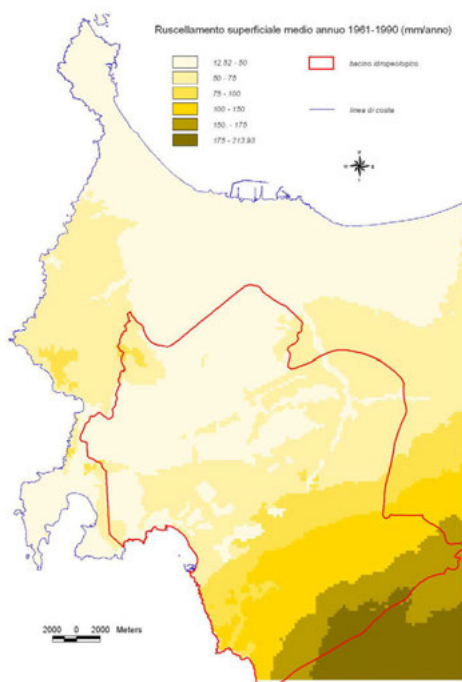 Ruscellamento superficiale medio annuo 1961-1990 (mm/anno)
12.52 - 50
50 - 75
75 - 100
100 - 150
150. - 175
175 - 213.93
bacino idrogeologico
linea di costa
2000 0 2000 Meters